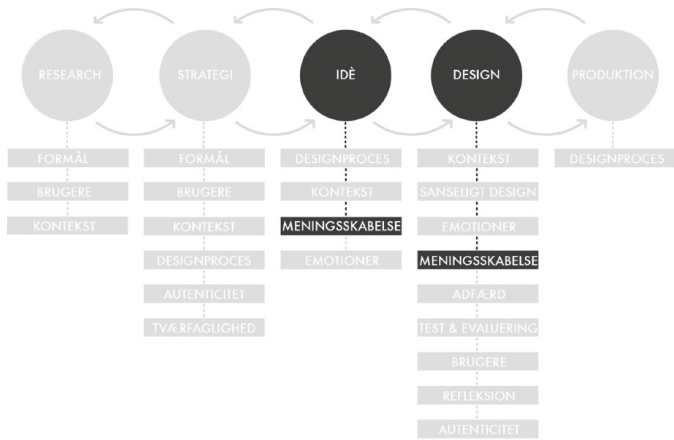 RESEARCH
STRATEGI
IDÈ
DESIGN
PRODUKTION
FORMÅL
BRUGERE
KONTEKST
FORMÅL
BRUGERE
KONTEKST
DESIGNPROCES
AUTENTICITET
TVÆRFAGLIGHED
DESIGNPROCES
KONTEKST
MENINGSSKABELSE
EMOTIONER
KONTEKST
SANSELIGT DESIGN
EMOTIONER
MENINGSSKABELSE
ADFÆRD
TEST & EVALUERING
BRUGERE
REFLEKSION
AUTENTICITET
DESIGNPROCES